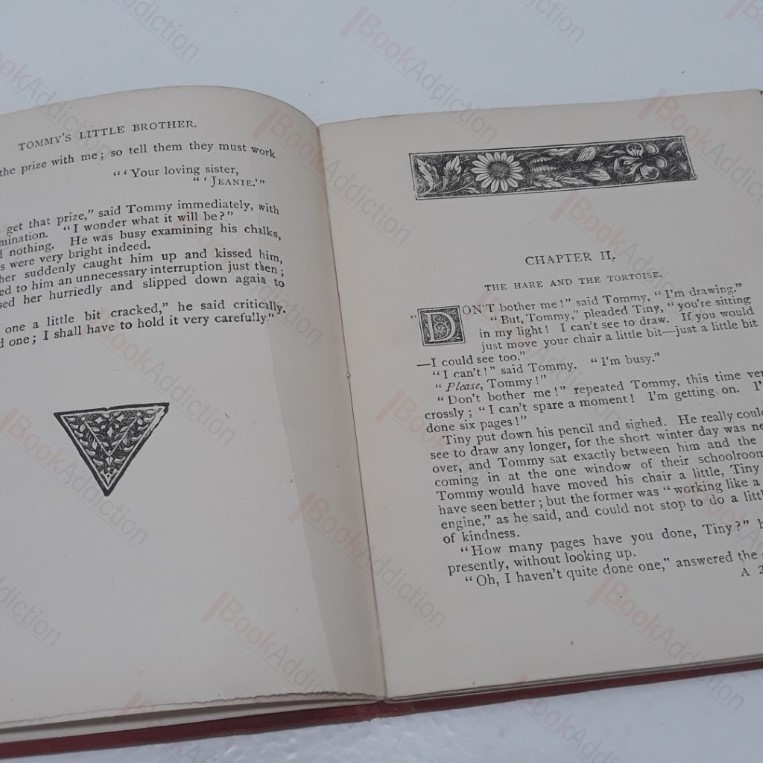 TOMMY'S LITTLE BROTHER.
the prize with me; so tell them they must work
"'Your loving sister,
"'JEANIE.'"
get that prize," said Tommy immediately, with
"I wonder what it will be?"
nothing. He was busy examining his chalks,
were very bright indeed.
suddenly caught him up and kissed him,
to him an unnecessary interruption just then;
her hurriedly and slipped down again to
one a little bit cracked," he said critically.
one; I shall have to hold it very carefully."
CHAPTER II.
THE HARE AND THE TORTOISE.
"DON'T bother me!" said Tommy, "I'm drawing."
"But, Tommy," pleaded Tiny, "you're sitting
in my light! I can't see to draw. If you would
just move your chair a little bit—just a little bit
—I could see too."
"I can't!" said Tommy. "I'm busy."
"Please, Tommy!"
"Don't bother me!" repeated Tommy, this time
crossly; "I can't spare a moment! I'm getting on.
done six pages!"
Tiny put down his pencil and sighed. He really
see to draw any longer, for the short winter day was
over, and Tommy sat exactly between him and the
coming in at the one window of their schoolroom
Tommy would have moved his chair a little, Tiny
have seen better; but the former was "working like a
engine," as he said, and could not stop to do a
of kindness.
"How many pages have you done, Tiny?"
presently, without looking up.
"Oh, I haven't quite done one," answered the
A 2
BookAddiction